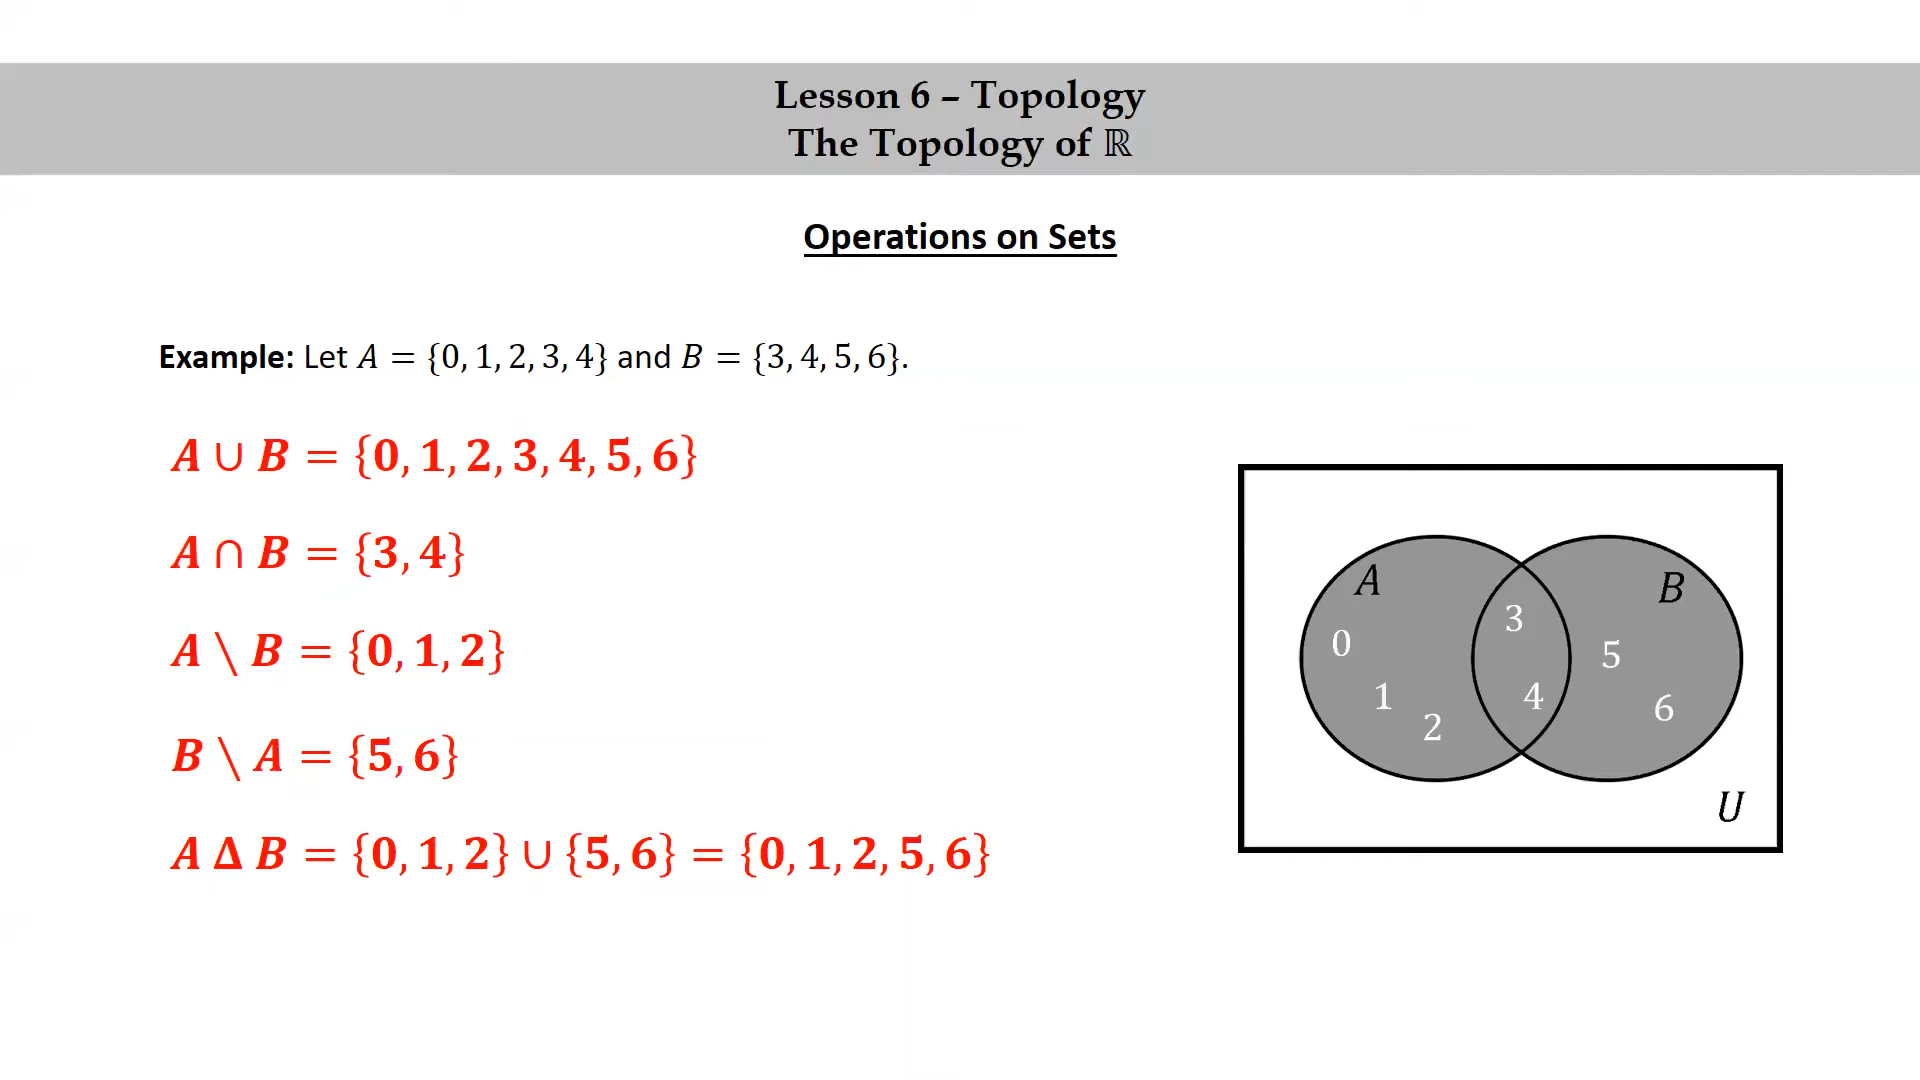 Lesson 6 – Topology
The Topology of ℝ
Operations on Sets
Example: Let A = {0, 1, 2, 3, 4} and B = {3, 4, 5, 6}.
A ∪ B = {0, 1, 2, 3, 4, 5, 6}
A ∩ B = {3, 4}
A \ B = {0, 1, 2}
B \ A = {5, 6}
A Δ B = {0, 1, 2} ∪ {5, 6} = {0, 1, 2, 5, 6}
A
B
3
0
5
1
4
6
2
U